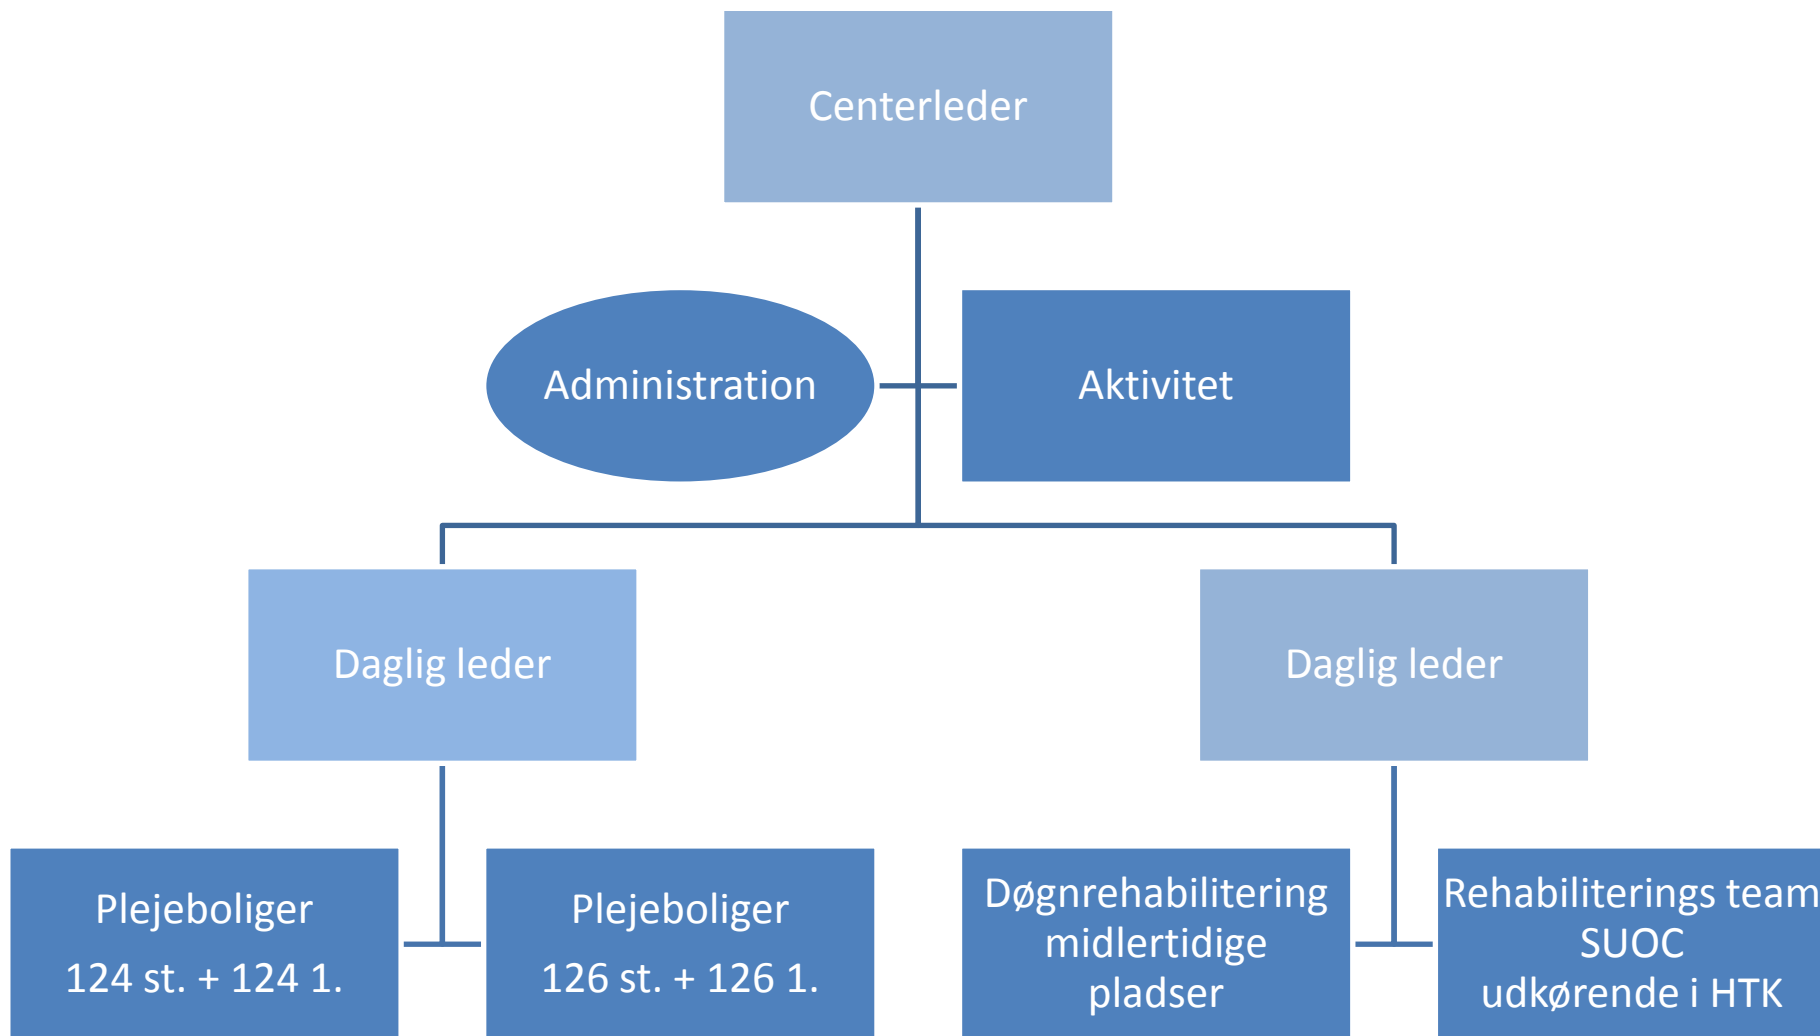 Centerleder
Administration
Aktivitet
Daglig leder
Daglig leder
Plejeboliger
124 st. + 124 1.
Plejeboliger
126 st. + 126 1.
Døgnrehabilitering
midlertidige
pladser
Rehabiliterings team
SUOC
udkørende i HTK